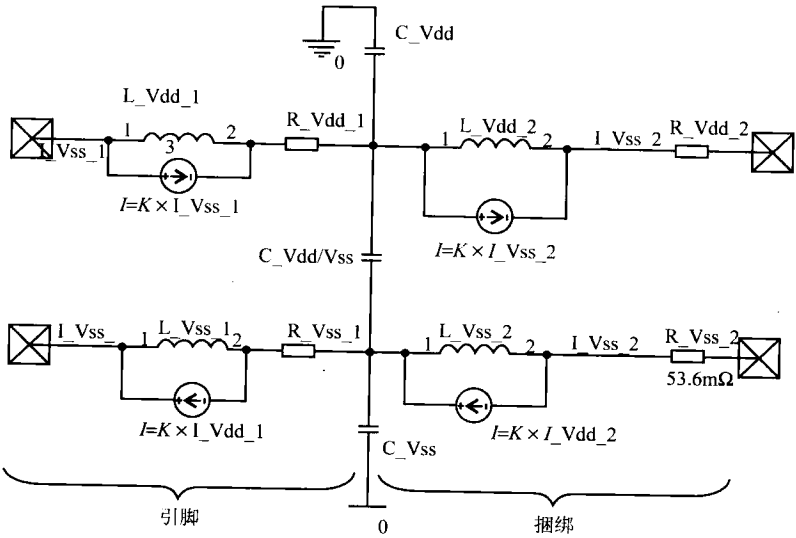 C_Vdd
0
L_Vdd_1
1 3 2
R_Vdd_1
I_Vss_1
I=K × I_Vss_1
L_Vdd_2
1 2
I_Vss_2
R_Vdd_2
I=K × I_Vss_2
C_Vdd/Vss
I_Vss_
L_Vss_1
1 2
R_Vss_1
I=K × I_Vdd_1
L_Vss_2
1 2
I_Vss_2
R_Vss_2
53.6mΩ
I=K × I_Vdd_2
C_Vss
0
引脚
捆绑